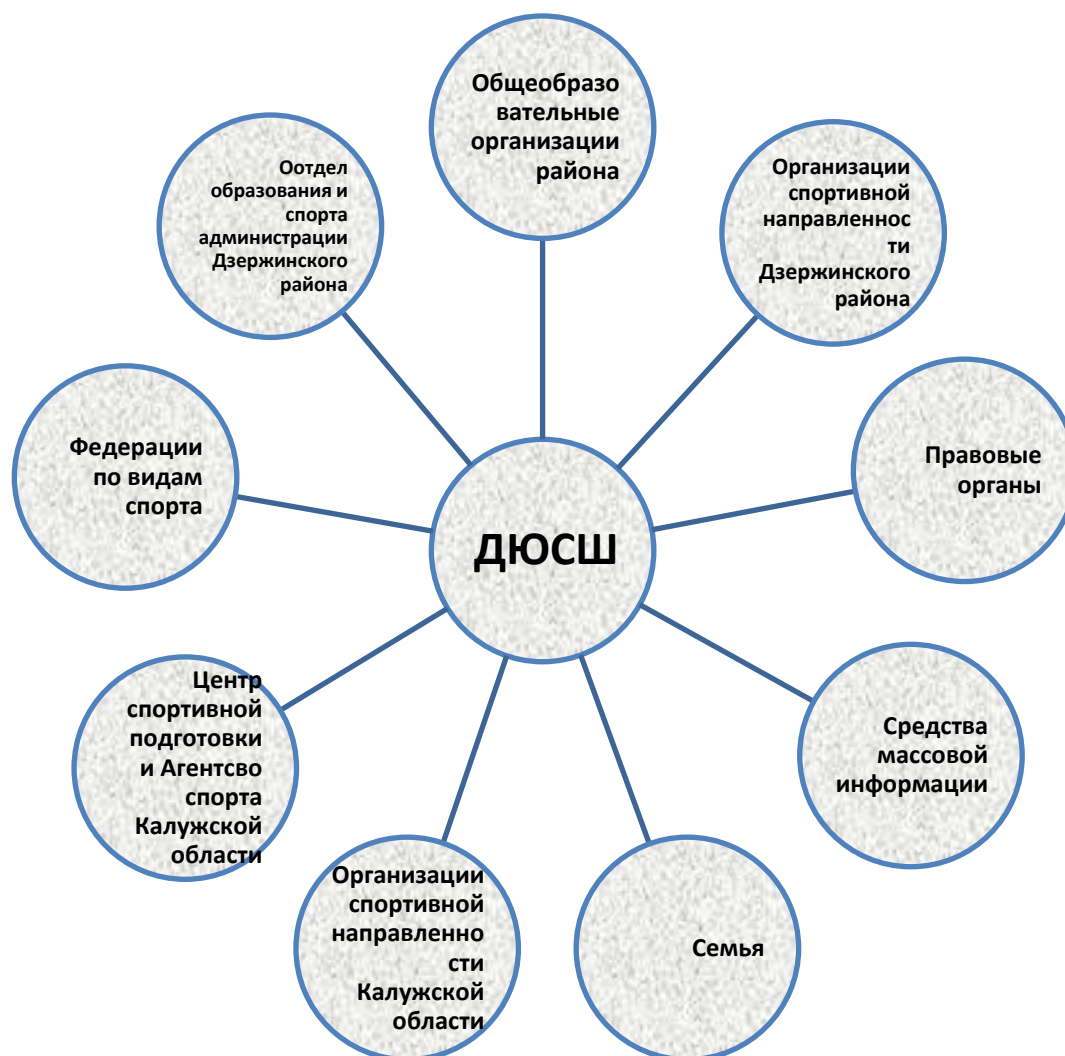 Общеобразо
вательные
организации
района
Оотдел
образования и
спорта
администрации
Дзержинского
района
Организации
спортивной
направленнос
ти
Дзержинского
района
Федерации
по видам
спорта
Правовые
органы
ДЮСШ
Центр
спортивной
подготовки
и Агентсво
спорта
Калужской
области
Средства
массовой
информации
Организации
спортивной
направленно
сти
Калужской
области
Семья